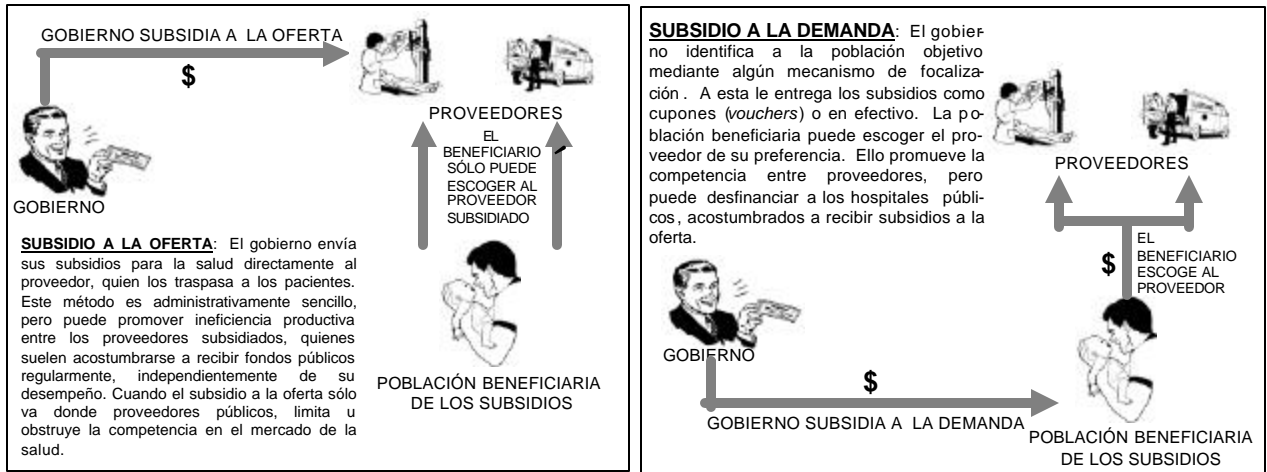 GOBIERNO SUBSIDIA A LA OFERTA
$
PROVEEDORES
EL
BENEFICIARIO
SÓLO PUEDE
ESCOGER AL
PROVEEDOR
SUBSIDIADO
GOBIERNO
SUBSIDIO A LA OFERTA: El gobierno envía
sus subsidios para la salud directamente al
proveedor, quien los traspasa a los pacientes.
Este método es administrativamente sencillo,
pero puede promover ineficiencia productiva
entre los proveedores subsidiados, quienes
suelen acostumbrarse a recibir fondos públicos
regularmente, independientemente de su
desempeño. Cuando el subsidio a la oferta sólo
va donde proveedores públicos, limita u
obstruye la competencia en el mercado de la
salud.
POBLACIÓN BENEFICIARIA
DE LOS SUBSIDIOS
SUBSIDIO A LA DEMANDA: El gobier-
no identifica a la población objetivo
mediante algún mecanismo de focaliza-
ción. A esta le entrega los subsidios como
cupones (vouchers) o en efectivo. La po-
blación beneficiaria puede escoger el pro-
veedor de su preferencia. Ello promueve la
competencia entre proveedores, pero
puede desfinanciar a los hospitales públi-
cos, acostumbrados a recibir subsidios a la
oferta.
PROVEEDORES
$
EL
BENEFICIARIO
ESCOGE AL
PROVEEDOR
GOBIERNO
$
GOBIERNO SUBSIDIA A LA DEMANDA
POBLACIÓN BENEFICIARIA
DE LOS SUBSIDIOS